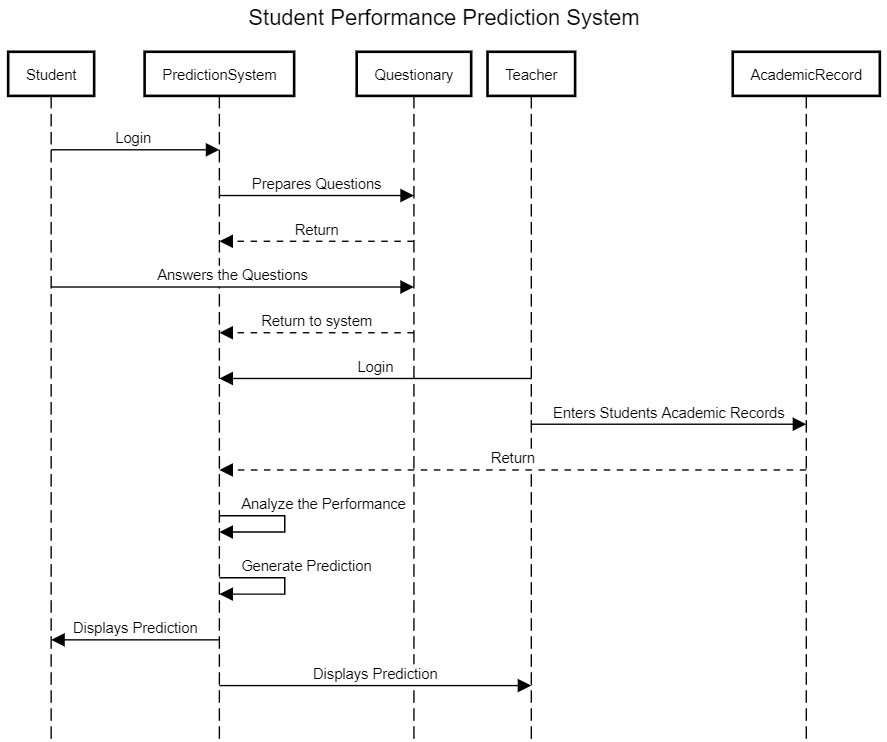 Student Performance Prediction System
Student
PredictionSystem
Questionary
Teacher
AcademicRecord
Login
Prepares Questions
Return
Answers the Questions
Return to system
Login
Enters Students Academic Records
Return
Analyze the Performance
Generate Prediction
Displays Prediction
Displays Prediction